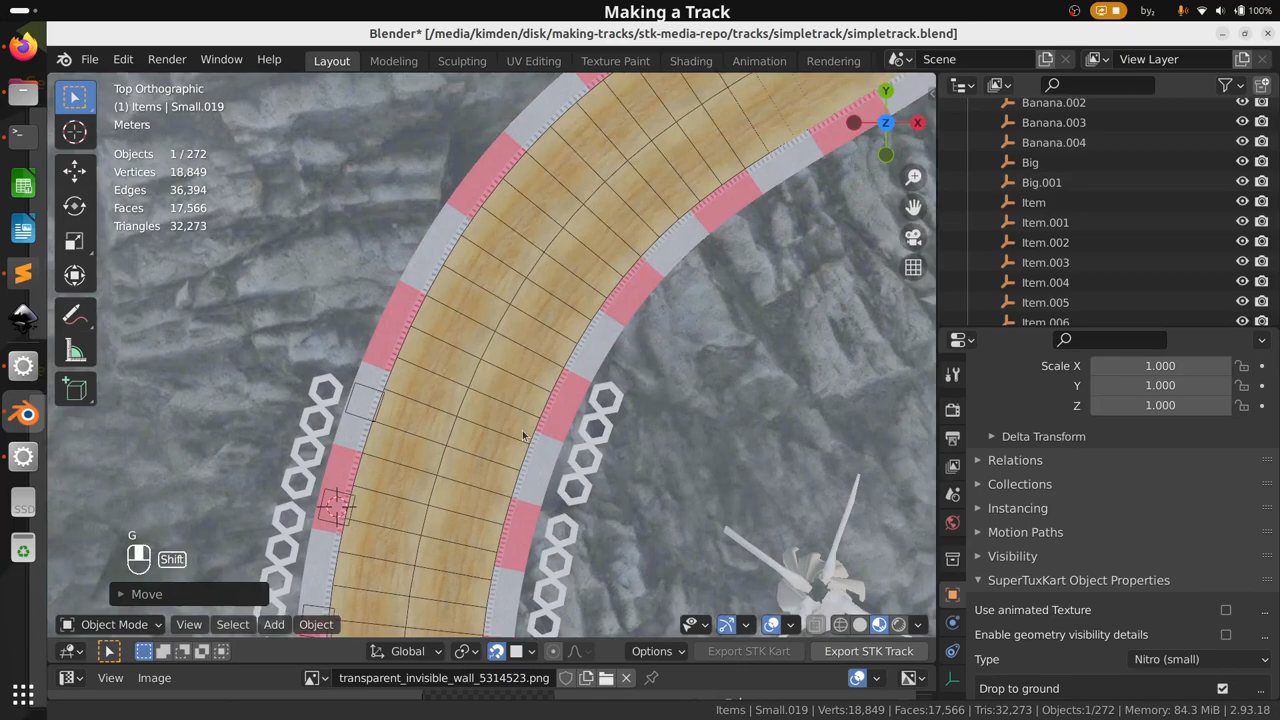 Making a Track
by₂
100%
Blender* [/media/kimden/disk/making-tracks/stk-media-repo/tracks/simpletrack/simpletrack.blend]
File Edit Render Window Help
Layout Modeling Sculpting UV Editing Texture Paint Shading Animation Rendering
Scene
View Layer
Top Orthographic
(1) Items | Small.019
Meters
Objects 1 / 272
Vertices 18,849
Edges 36,394
Faces 17,566
Triangles 32,273
Y
Z
X
G
Shift
Move
Object Mode View Select Add Object
Global
Options
Export STK Kart
Export STK Track
View Image
transparent_invisible_wall_5314523.png
Banana.002
Banana.003
Banana.004
Big
Big.001
Item
Item.001
Item.002
Item.003
Item.004
Item.005
Item.006
Scale X 1.000
Y 1.000
Z 1.000
Delta Transform
Relations
Collections
Instancing
Motion Paths
Visibility
SuperTuxKart Object Properties
Use animated Texture
Enable geometry visibility details
Type Nitro (small)
Drop to ground ...
SSD
Items | Small.019 | Verts:18,849 | Faces:17,566 | Tris:32,273 | Objects:1/272 | Memory: 84.3 MiB | 2.93.18